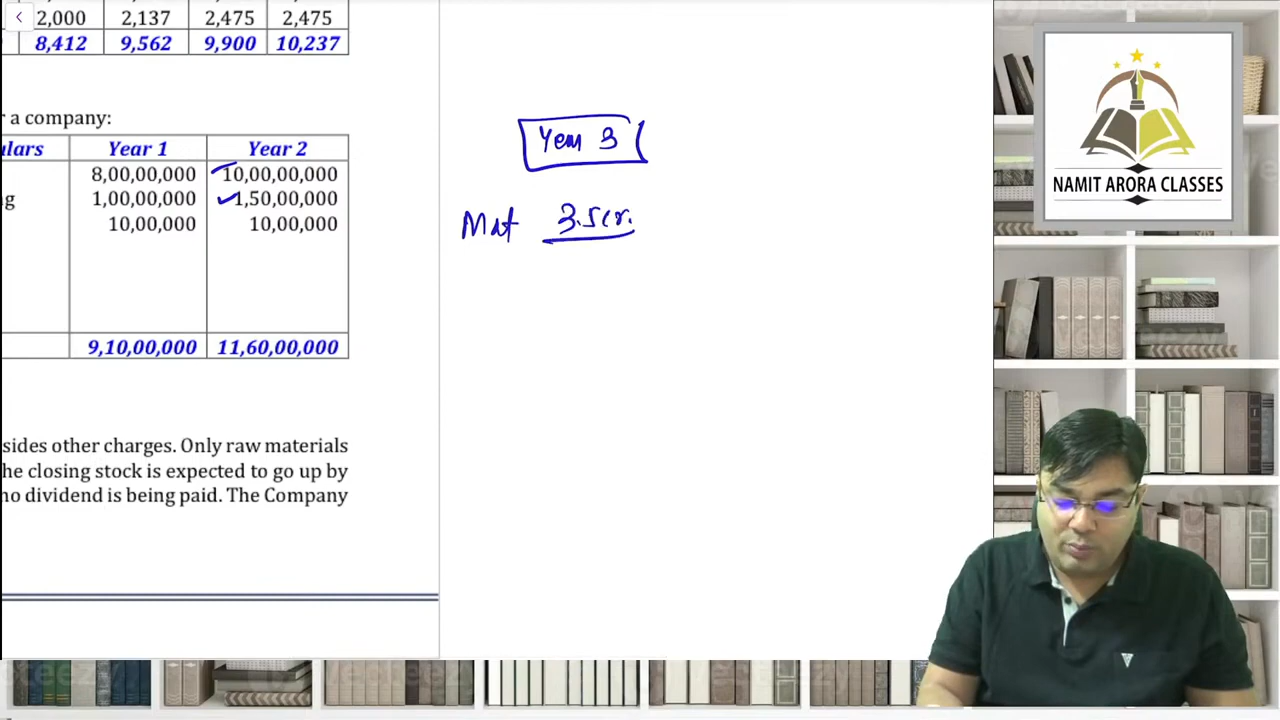 2,000 2,137 2,475 2,475
8,412 9,562 9,900 10,237
r a company:
ulars Year 1 Year 2
8,00,00,000 10,00,00,000
g 1,00,00,000 1,50,00,000
10,00,000 10,00,000
9,10,00,000 11,60,00,000
sides other charges. Only raw materials
he closing stock is expected to go up by
no dividend is being paid. The Company
Year 3
Mat 3.5cr.
NAMIT ARORA CLASSES